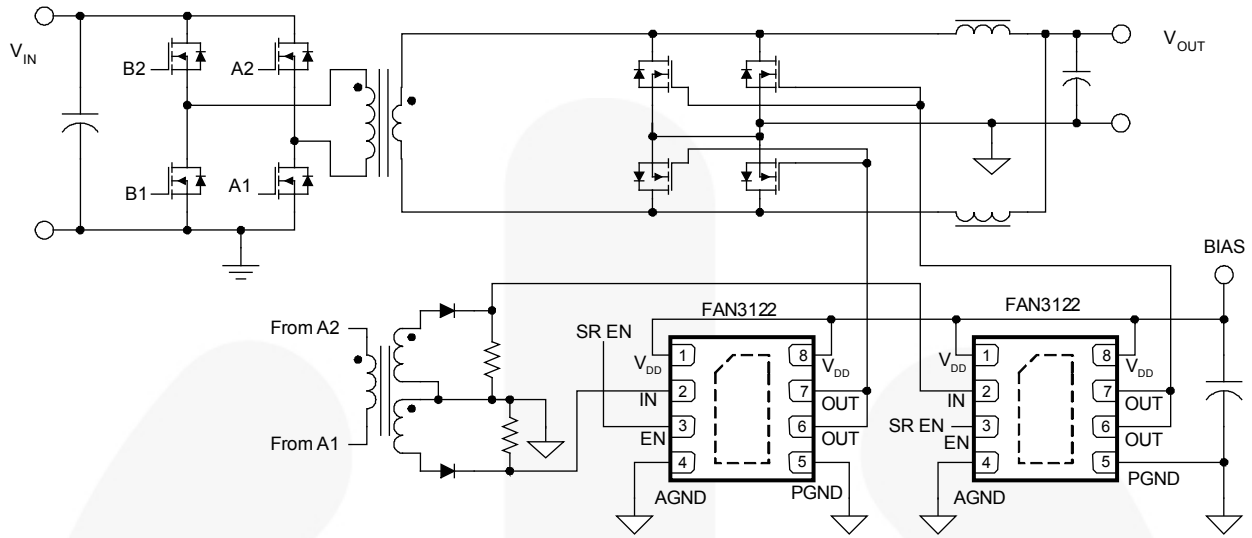 V_IN
B2
A2
B1
A1
V_OUT
BIAS
From A2
From A1
SR EN
FAN3122
1
V_DD
2
IN
3
EN
4
AGND
8
V_DD
7
OUT
6
OUT
5
PGND
FAN3122
1
V_DD
2
IN
SR EN
3
EN
4
AGND
8
V_DD
7
OUT
6
OUT
5
PGND